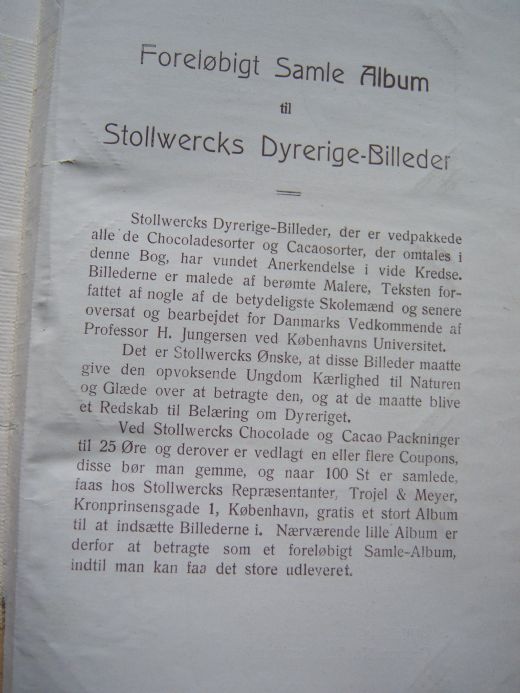 Foreløbigt Samle Album
til
Stollwercks Dyrerige-Billeder
Stollwercks Dyrerige-Billeder, der er vedpakkede
alle de Chocoladesorter og Cacaosorter, der omtales i
denne Bog, har vundet Anerkendelse i vide Kredse.
Billederne er malede af berømte Malere, Teksten for-
fattet af nogle af de betydeligste Skolemænd og senere
oversat og bearbejdet for Danmarks Vedkommende af
Professor H. Jungersen ved Københavns Universitet.
Det er Stollwercks Ønske, at disse Billeder maatte
give den opvoksende Ungdom Kærlighed til Naturen
og Glæde over at betragte den, og at de maatte blive
et Redskab til Belæring om Dyreriget.
Ved Stollwercks Chocolade og Cacao Packninger
til 25 Øre og derover er vedlagt en eller flere Coupons,
disse bør man gemme, og naar 100 St er samlede,
faas hos Stollwercks Repræsentanter, Trojel & Meyer,
Kronprinsensgade 1, København, gratis et stort Album
til at indsætte Billederne i. Nærværende lille Album er
derfor at betragte som et foreløbigt Samle-Album,
indtil man kan faa det store udleveret.